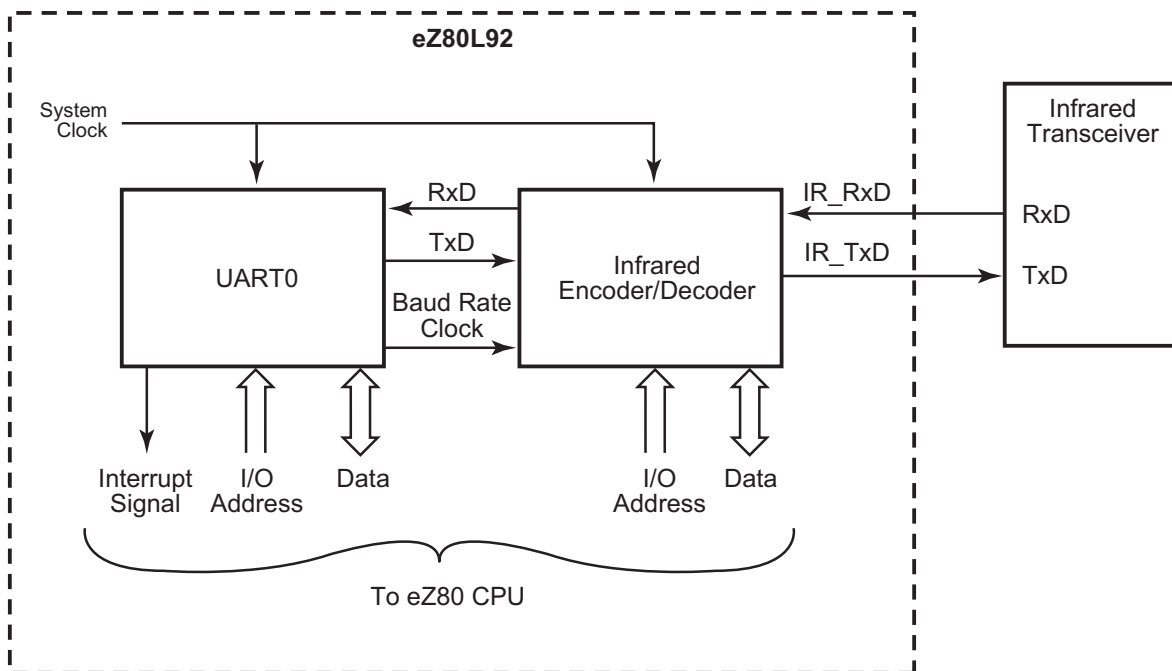 eZ80L92
System
Clock
Infrared
Transceiver
RxD
IR_RxD
RxD
TxD
IR_TxD
UART0
Infrared
Encoder/Decoder
TxD
Baud Rate
Clock
Interrupt
Signal
I/O
Address
Data
I/O
Address
Data
To eZ80 CPU